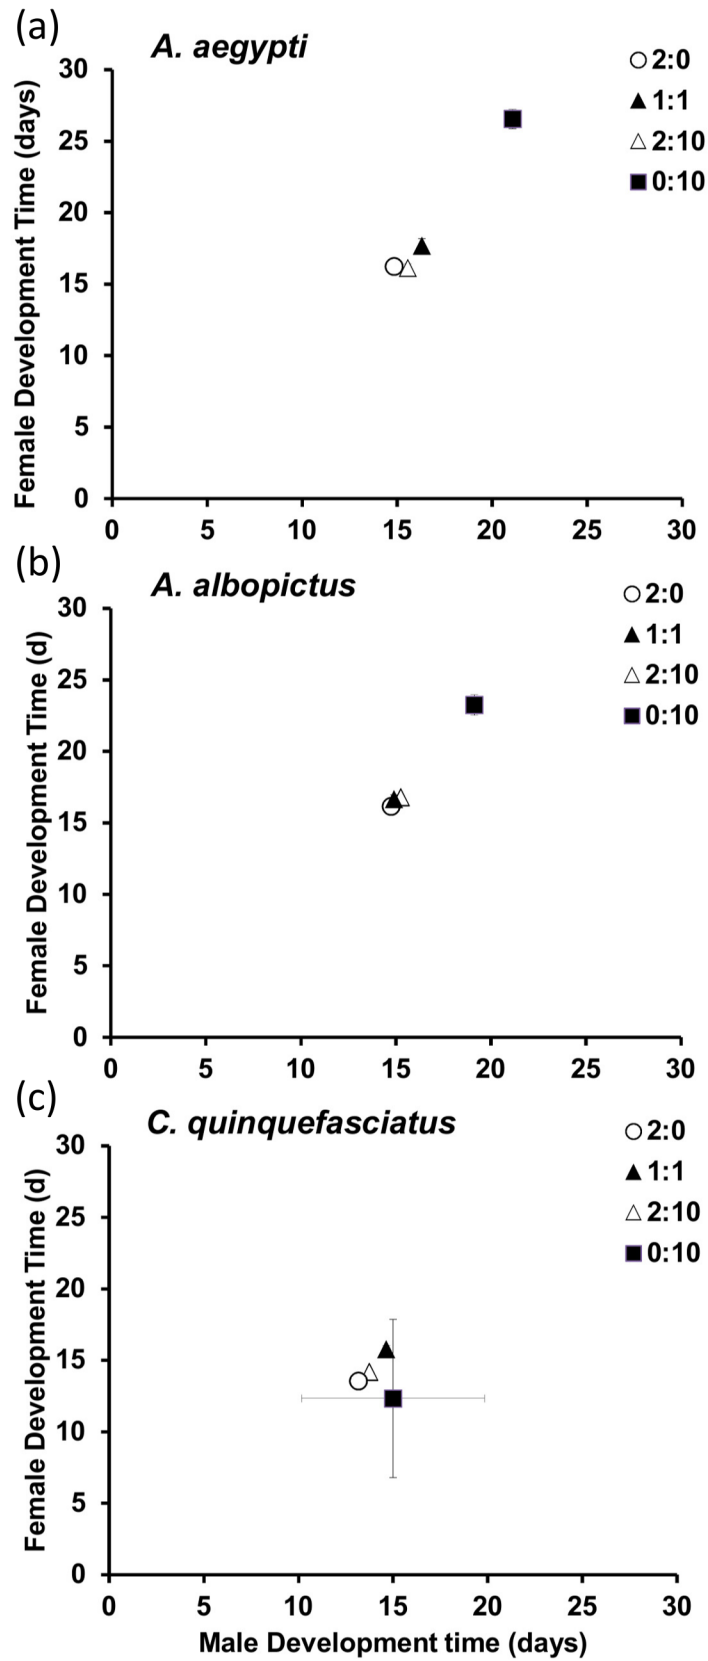 (a)
A. aegypti
Female Development Time (days)
30
25
20
15
10
5
0
0 5 10 15 20 25 30
2:0
1:1
2:10
0:10
(b)
A. albopictus
Female Development Time (d)
30
25
20
15
10
5
0
0 5 10 15 20 25 30
2:0
1:1
2:10
0:10
(c)
C. quinquefasciatus
Female Development Time (d)
30
25
20
15
10
5
0
0 5 10 15 20 25 30
2:0
1:1
2:10
0:10
Male Development time (days)